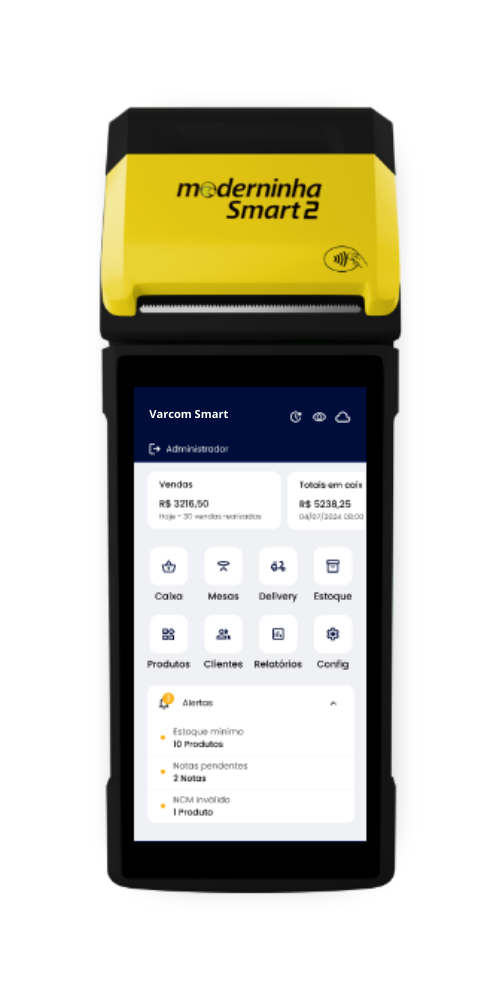 moderninha
Smart 2
Varcom Smart
Administrador
Vendas
R$ 3216,50
Hoje - 30 vendas realizadas
Totais em caix
R$ 5238,25
04/07/2024 08:00
Caixa
Mesas
Delivery
Estoque
Produtos
Clientes
Relatórios
Config
Alertas
Estoque mínimo
10 Produtos
Notas pendentes
2 Notas
NCM inválido
1 Produto